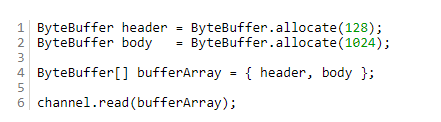 1 ByteBuffer header = ByteBuffer.allocate(128);
2 ByteBuffer body   = ByteBuffer.allocate(1024);
3
4 ByteBuffer[] bufferArray = { header, body };
5
6 channel.read(bufferArray);